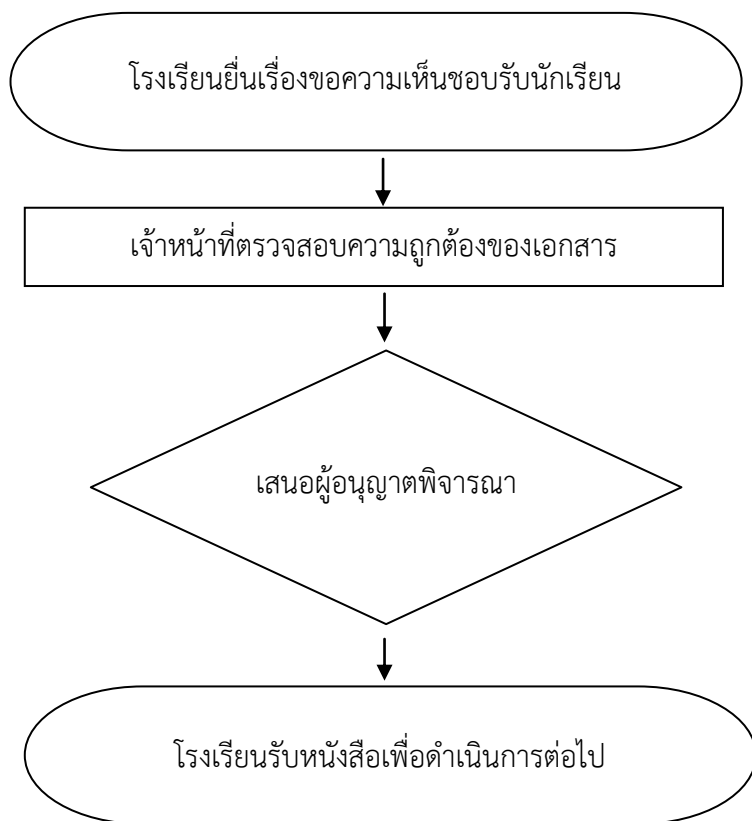 โรงเรียนยื่นเรื่องขอความเห็นชอบรับนักเรียน
เจ้าหน้าที่ตรวจสอบความถูกต้องของเอกสาร
เสนอผู้อนุญาตพิจารณา
โรงเรียนรับหนังสือเพื่อดำเนินการต่อไป